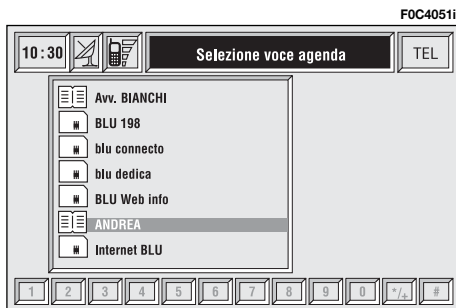 F0C4051i
10:30 Selezione voce agenda TEL
Avv. BIANCHI
BLU 198
blu connecto
blu dedica
BLU Web info
ANDREA
Internet BLU
1 2 3 4 5 6 7 8 9 0 */+ #